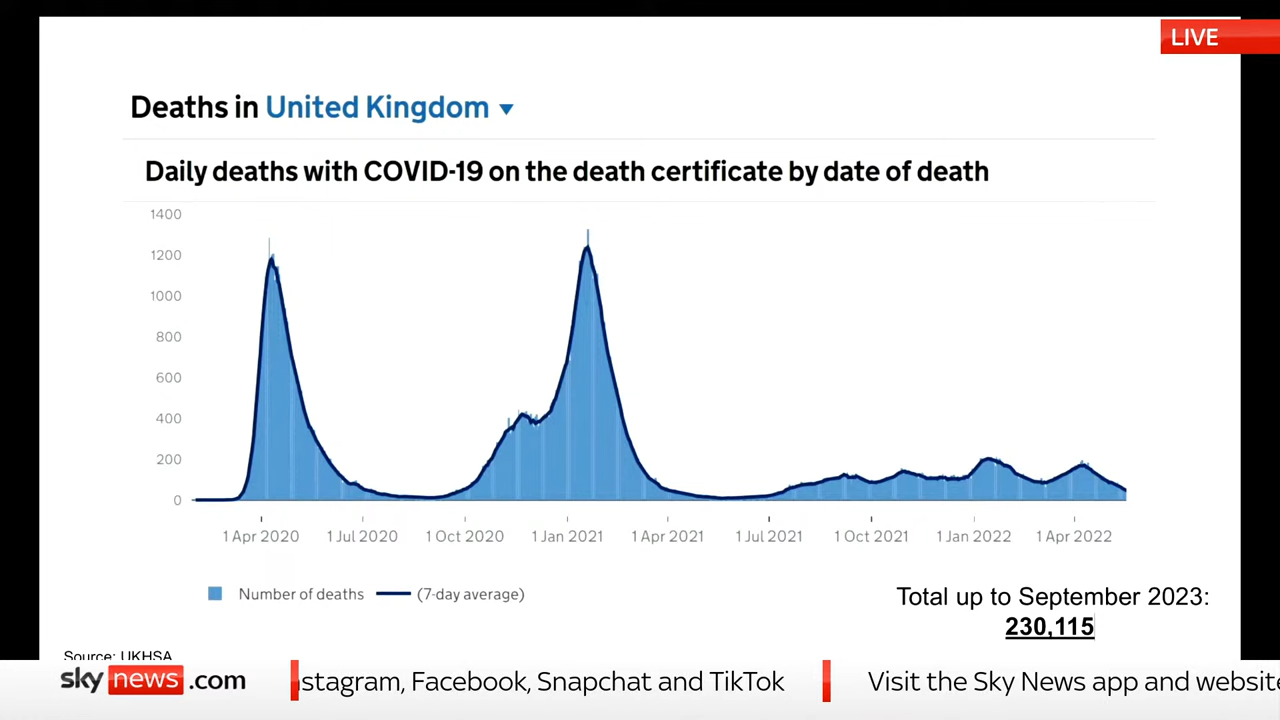 LIVE
Deaths in United Kingdom
Daily deaths with COVID-19 on the death certificate by date of death
1400
1200
1000
800
600
400
200
0
1 Apr 2020 1 Jul 2020 1 Oct 2020 1 Jan 2021 1 Apr 2021 1 Jul 2021 1 Oct 2021 1 Jan 2022 1 Apr 2022
Number of deaths (7-day average)
Total up to September 2023:
230,115
Source: UKHSA
sky news .com stagram, Facebook, Snapchat and TikTok Visit the Sky News app and website